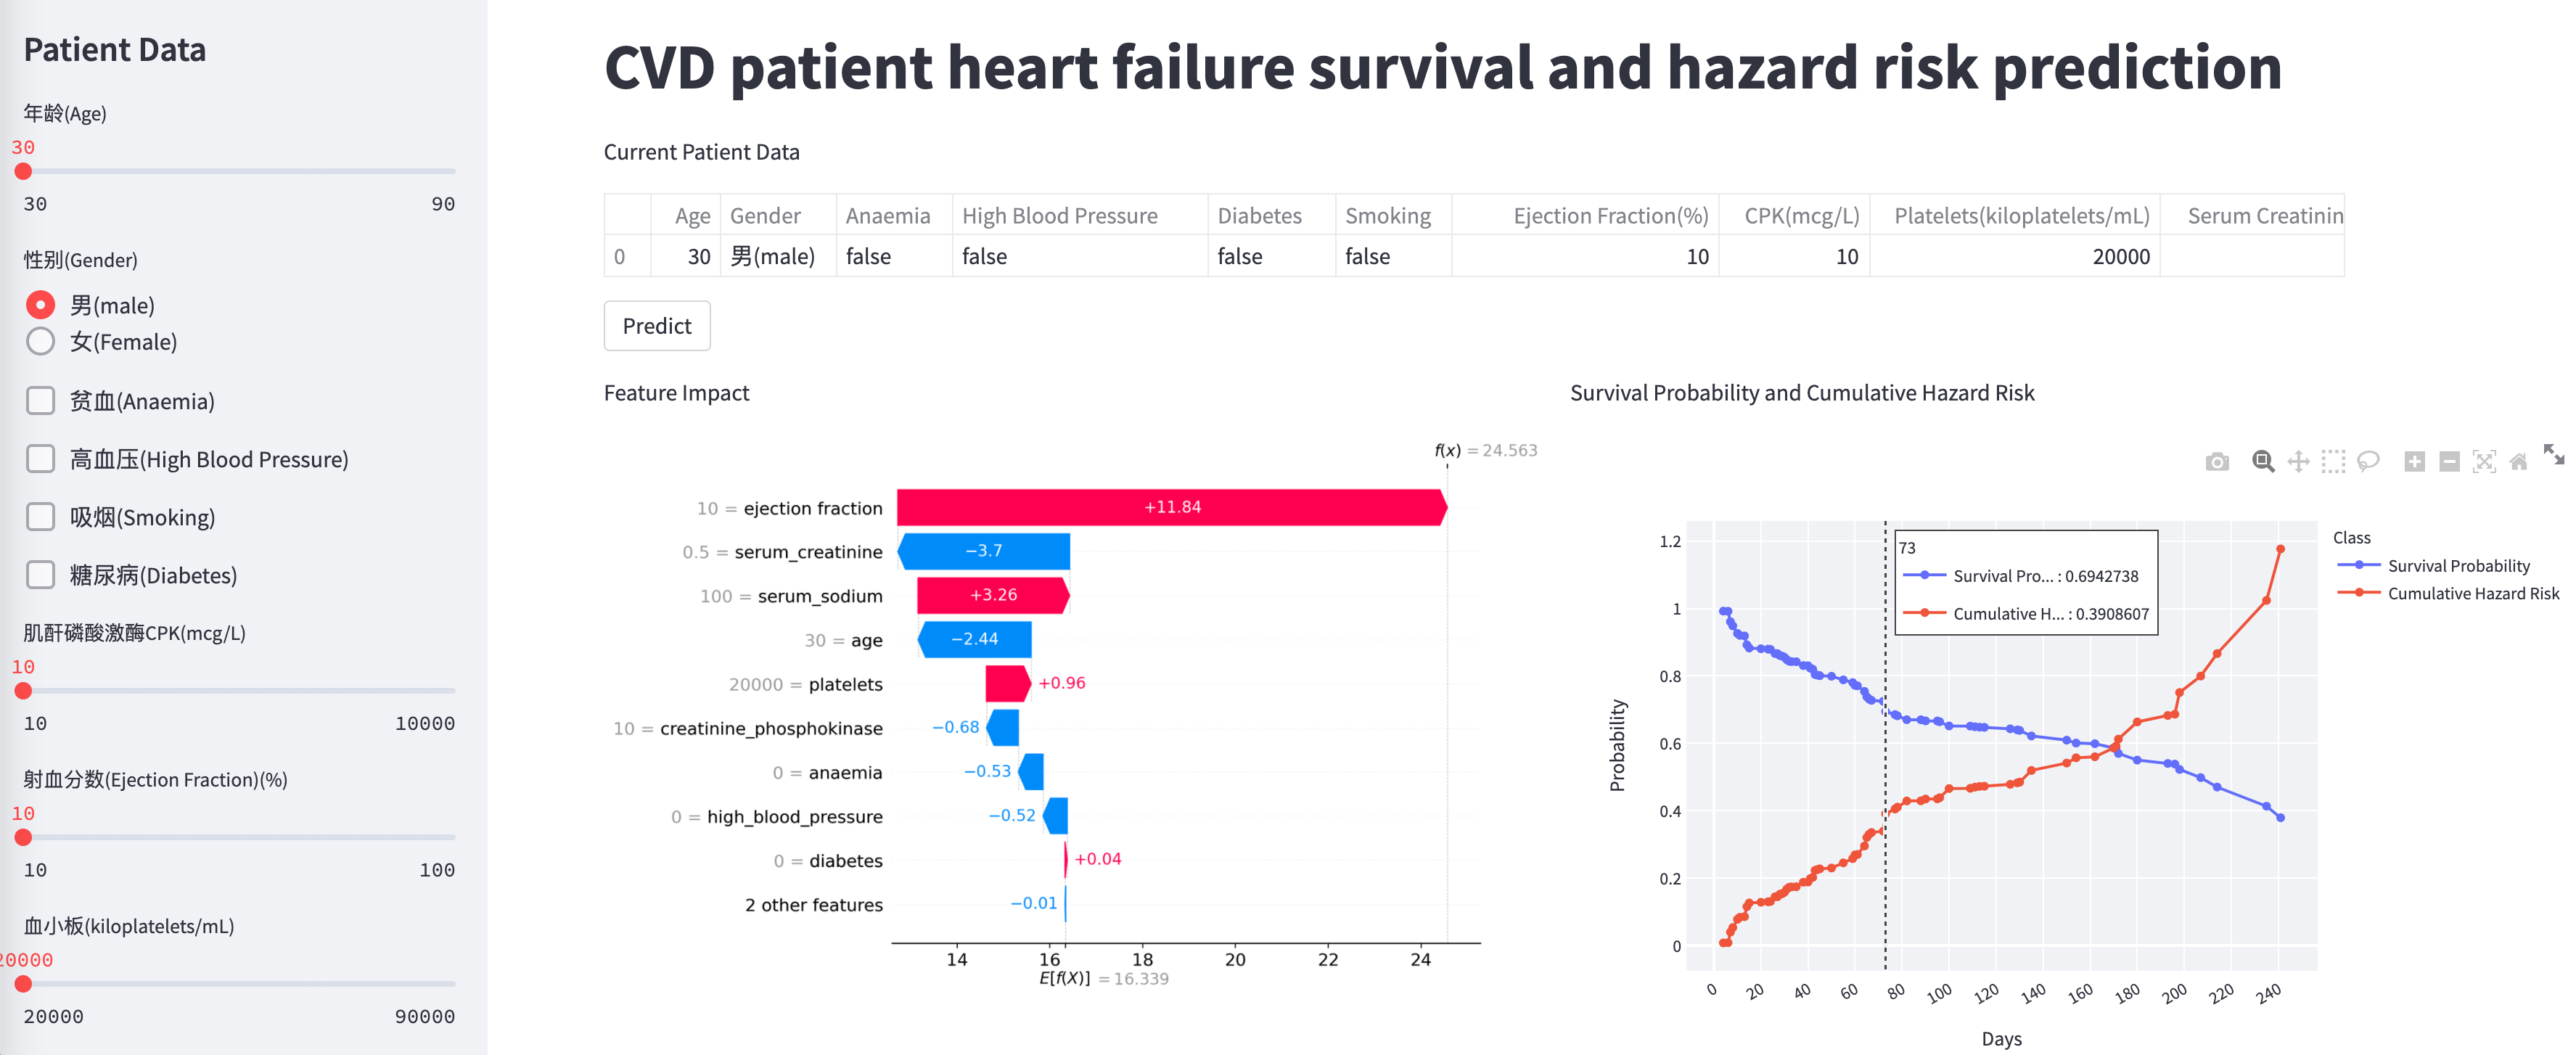 Patient Data
年龄(Age)
30
30 90
性别(Gender)
男(male)
女(Female)
贫血(Anaemia)
高血压(High Blood Pressure)
吸烟(Smoking)
糖尿病(Diabetes)
肌酐磷酸激酶CPK(mcg/L)
10
10 10000
射血分数(Ejection Fraction)(%)
10
10 100
血小板(kiloplatelets/mL)
20000
20000 90000
CVD patient heart failure survival and hazard risk prediction
Current Patient Data
Age Gender Anaemia High Blood Pressure Diabetes Smoking Ejection Fraction(%) CPK(mcg/L) Platelets(kiloplatelets/mL) Serum Creatinin
0 30 男(male) false false false false 10 10 20000
Predict
Feature Impact
f(x) = 24.563
10 = ejection fraction +11.84
0.5 = serum_creatinine −3.7
100 = serum_sodium +3.26
30 = age −2.44
20000 = platelets +0.96
10 = creatinine_phosphokinase −0.68
0 = anaemia −0.53
0 = high_blood_pressure −0.52
0 = diabetes +0.04
2 other features −0.01
14 16 18 20 22 24
E[f(X)] = 16.339
Survival Probability and Cumulative Hazard Risk
73
Survival Pro... : 0.6942738
Cumulative H... : 0.3908607
Class
Survival Probability
Cumulative Hazard Risk
1.2
1
0.8
0.6
0.4
0.2
0
Probability
0 20 40 60 80 100 120 140 160 180 200 220 240
Days